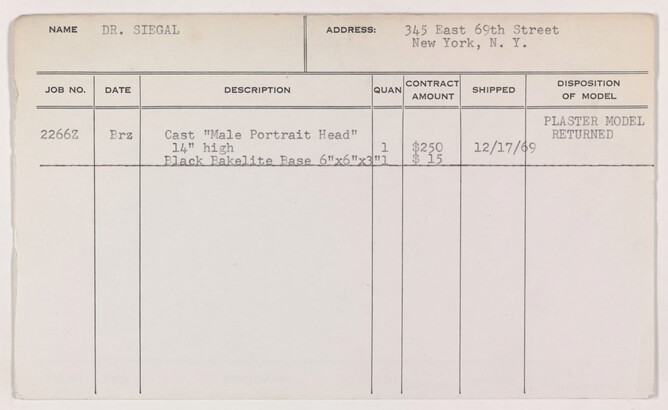 NAME DR. SIEGAL ADDRESS: 345 East 69th Street
New York, N. Y.
JOB NO. DATE DESCRIPTION QUAN CONTRACT AMOUNT SHIPPED DISPOSITION OF MODEL
PLASTER MODEL
2266Z Brz Cast "Male Portrait Head" RETURNED
14" high 1 $250 12/17/69
Black Bakelite Base 6"x6"x3"1 $ 15